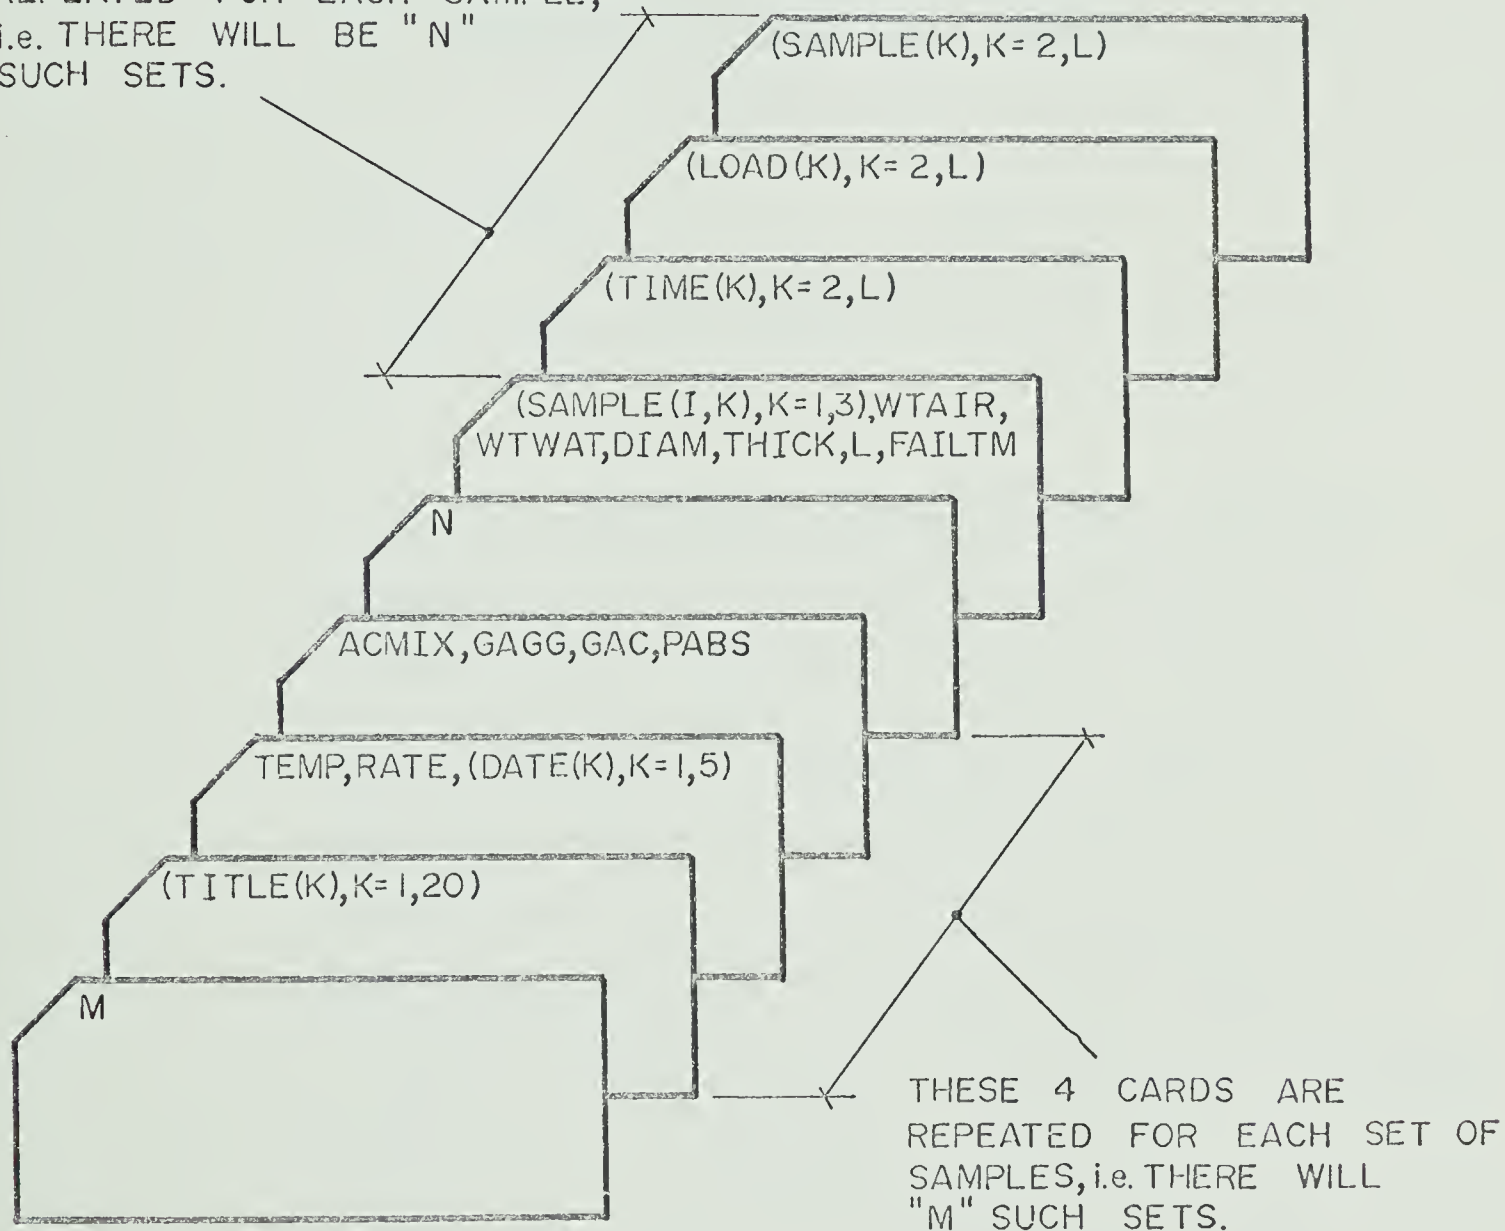 i.e. THERE WILL BE "N"
SUCH SETS.
(SAMPLE(K),K=2,L)
(LOAD(K),K=2,L)
(TIME(K),K=2,L)
(SAMPLE(I,K),K=1,3),WTAIR,
WTWAT,DIAM,THICK,L,FAILTM
N
ACMIX,GAGG,GAC,PABS
TEMP,RATE,(DATE(K),K=1,5)
(TITLE(K),K=1,20)
M
THESE 4 CARDS ARE
REPEATED FOR EACH SET OF
SAMPLES, i.e. THERE WILL
"M" SUCH SETS.